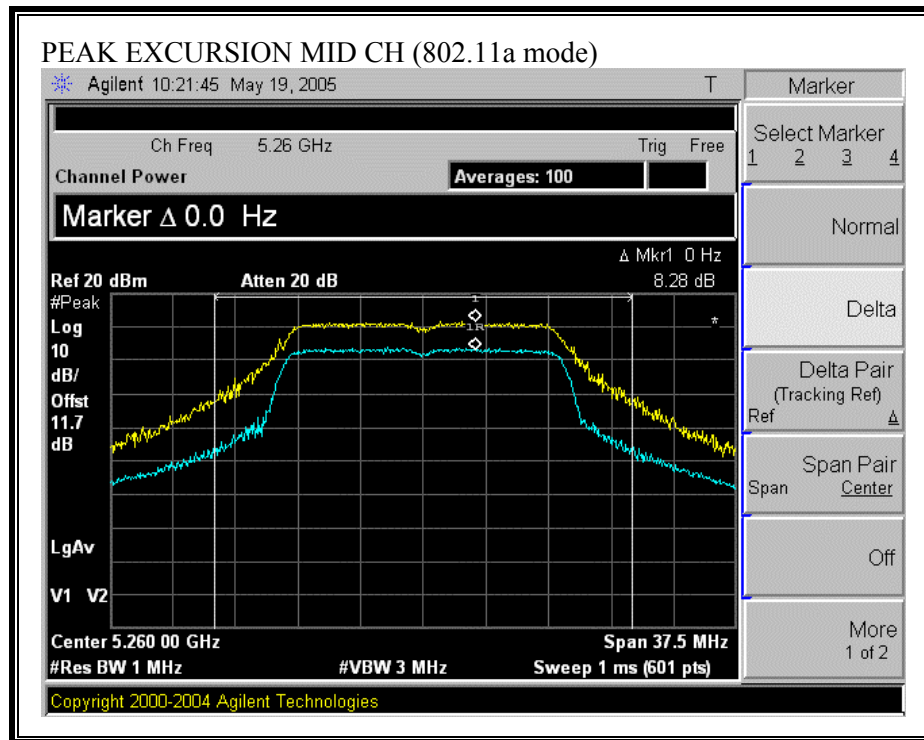 PEAK EXCURSION MID CH (802.11a mode)
Agilent 10:21:45 May 19, 2005 T
Ch Freq 5.26 GHz Trig Free
Channel Power Averages: 100
Marker Δ 0.0 Hz
Δ Mkr1 0 Hz
Ref 20 dBm Atten 20 dB 8.28 dB
#Peak
Log
10
dB/
Offst
11.7
dB
1
1R
*
LgAv
V1 V2
Center 5.260 00 GHz Span 37.5 MHz
#Res BW 1 MHz #VBW 3 MHz Sweep 1 ms (601 pts)
Copyright 2000-2004 Agilent Technologies
Marker
Select Marker
1 2 3 4
Normal
Delta
Delta Pair
(Tracking Ref)
Ref Δ
Span Pair
Span Center
Off
More
1 of 2